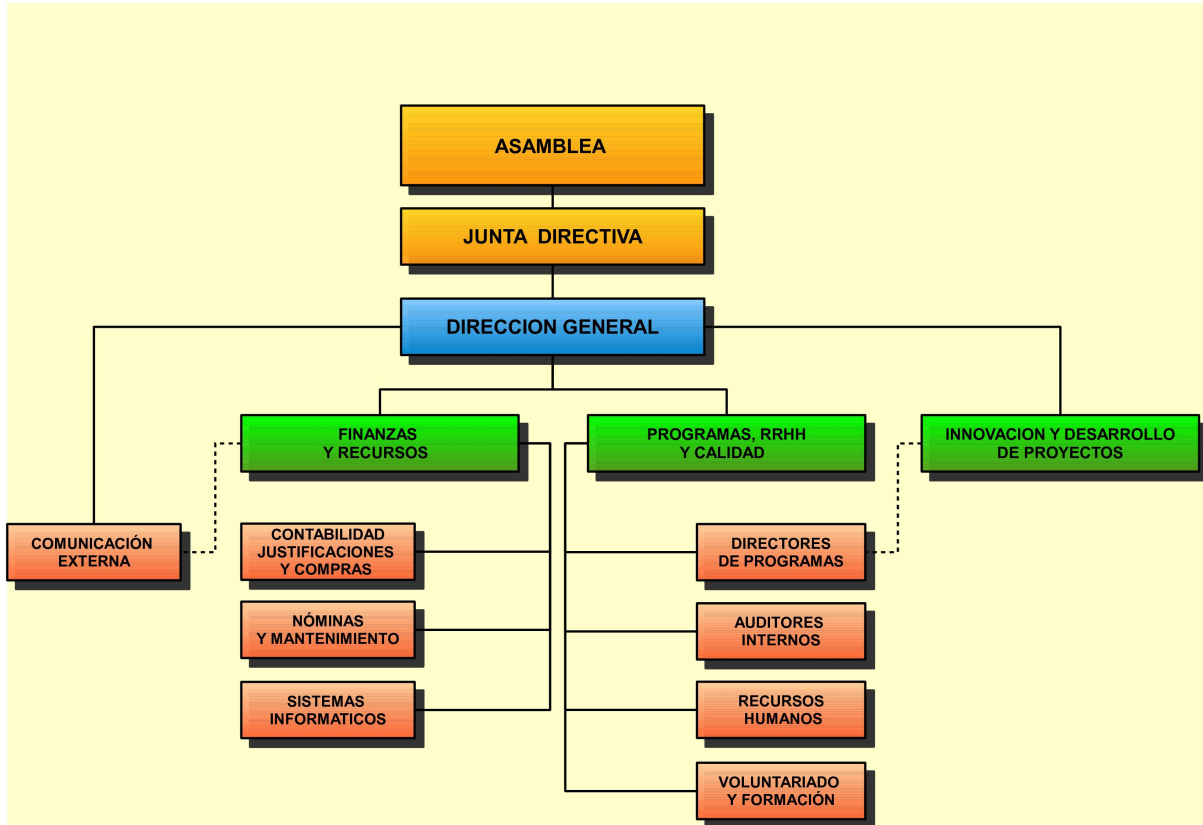 ASAMBLEA
JUNTA DIRECTIVA
DIRECCION GENERAL
FINANZAS
Y RECURSOS
PROGRAMAS, RRHH
Y CALIDAD
INNOVACION Y DESARROLLO
DE PROYECTOS
COMUNICACIÓN
EXTERNA
CONTABILIDAD
JUSTIFICACIONES
Y COMPRAS
DIRECTORES
DE PROGRAMAS
NÓMINAS
Y MANTENIMIENTO
AUDITORES
INTERNOS
SISTEMAS
INFORMATICOS
RECURSOS
HUMANOS
VOLUNTARIADO
Y FORMACIÓN